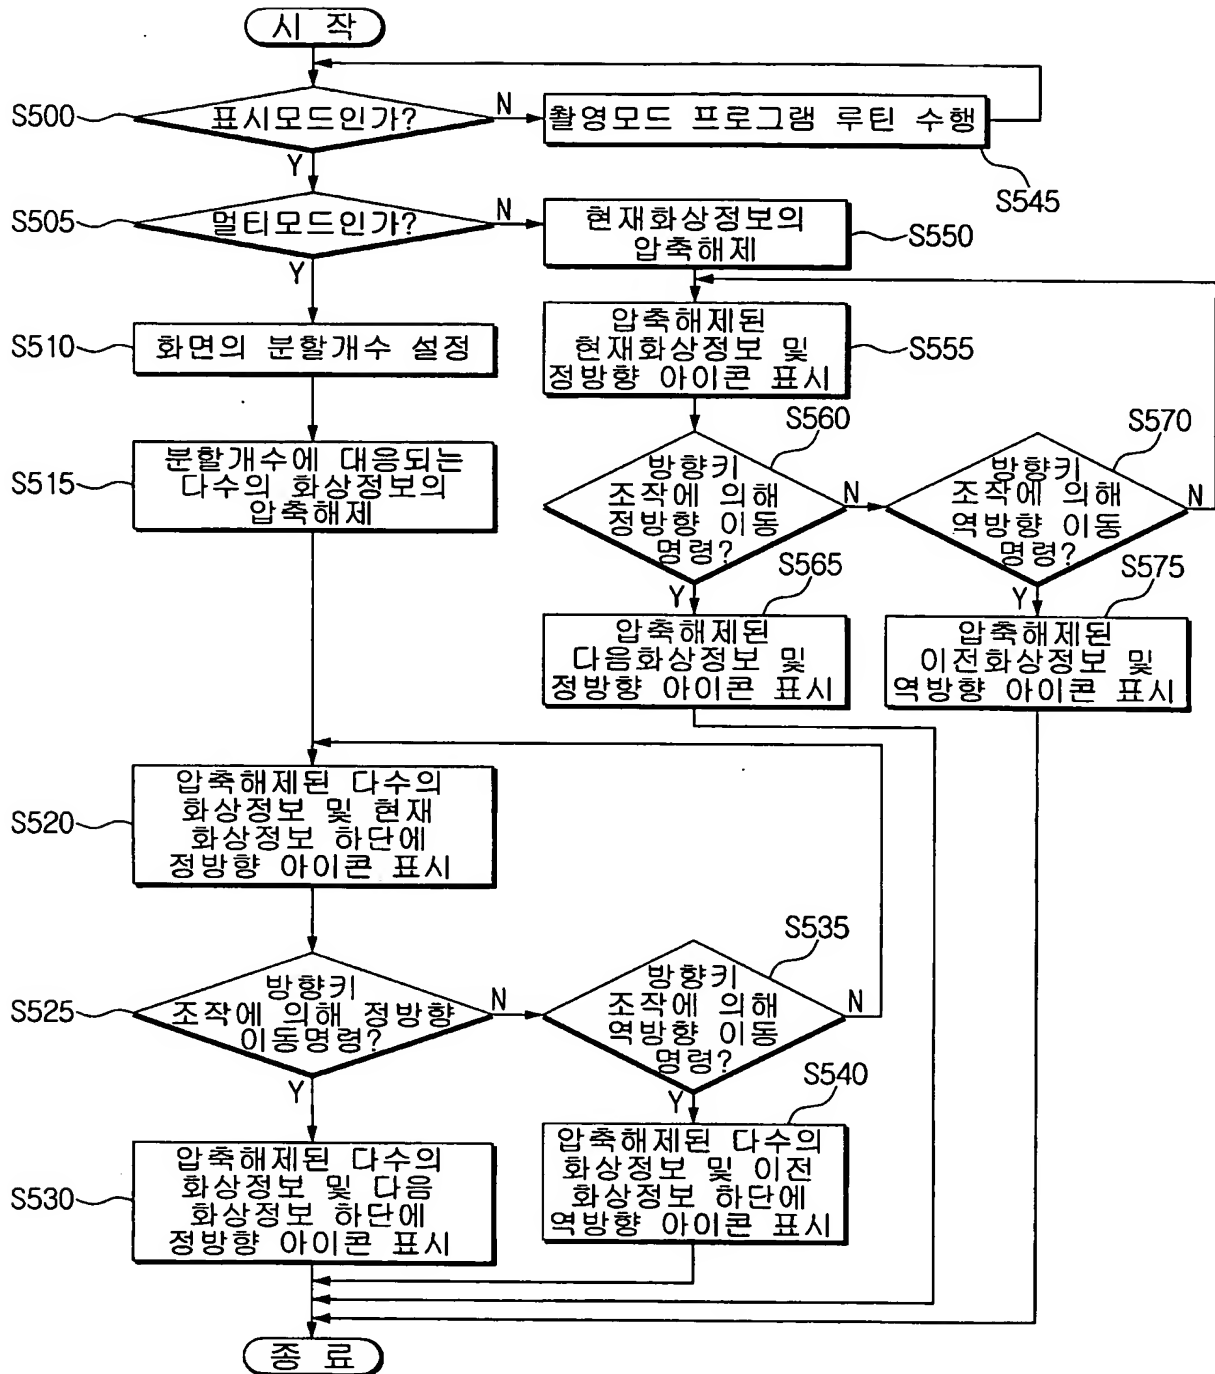 시 작
S500
표시모드인가?
N
촬영모드 프로그램 루틴 수행
S545
Y
S505
멀티모드인가?
N
현재화상정보의
압축해제
S550
Y
S510
화면의 분할개수 설정
압축해제된
현재화상정보 및
정방향 아이콘 표시
S555
S515
분할개수에 대응되는
다수의 화상정보의
압축해제
S560
방향키
조작에 의해
정방향 이동
명령?
N
S570
방향키
조작에 의해
역방향 이동
명령?
N
Y
S565
압축해제된
다음화상정보 및
정방향 아이콘 표시
Y
S575
압축해제된
이전화상정보 및
역방향 아이콘 표시
S520
압축해제된 다수의
화상정보 및 현재
화상정보 하단에
정방향 아이콘 표시
S525
방향키
조작에 의해 정방향
이동명령?
N
S535
방향키
조작에 의해
역방향 이동
명령?
N
Y
S530
압축해제된 다수의
화상정보 및 다음
화상정보 하단에
정방향 아이콘 표시
Y
S540
압축해제된 다수의
화상정보 및 이전
화상정보 하단에
역방향 아이콘 표시
종 료